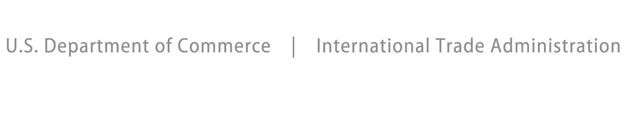 U.S. Department of Commerce | International Trade Administration